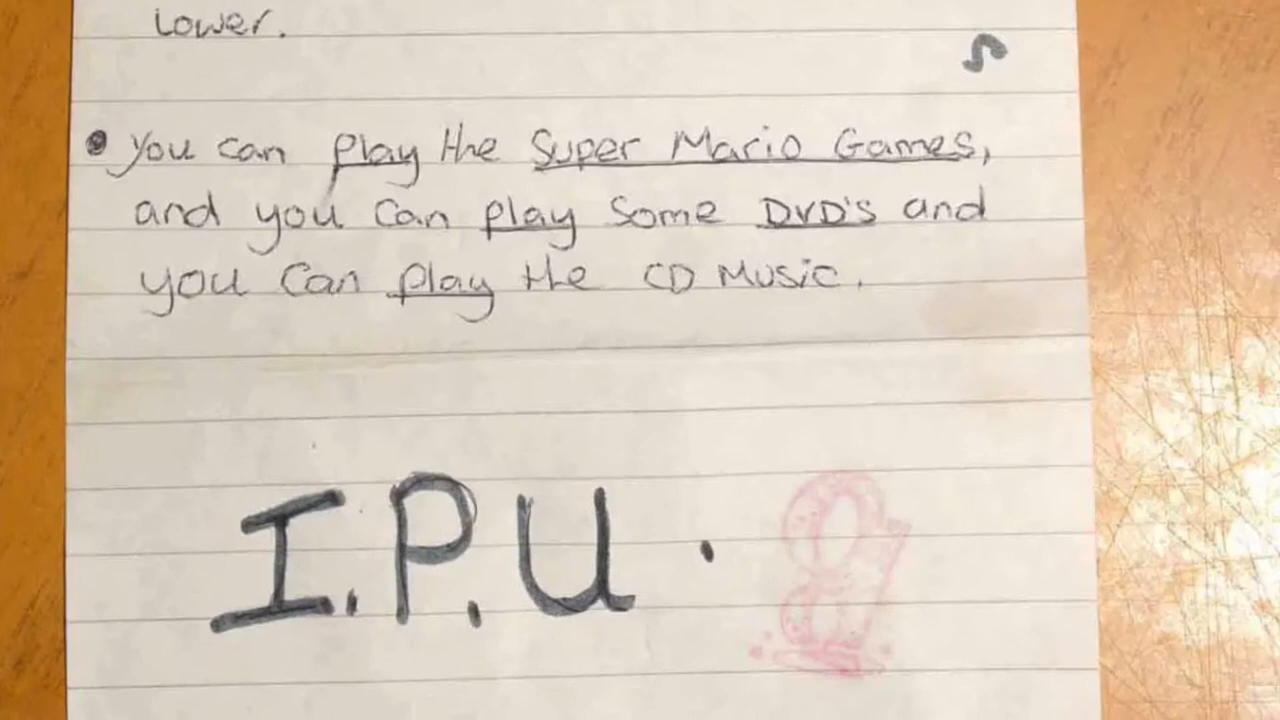 Lower.
• you can play the Super Mario Games,
and you can play some DVD's and
you can play the CD Music.
I.P.U.